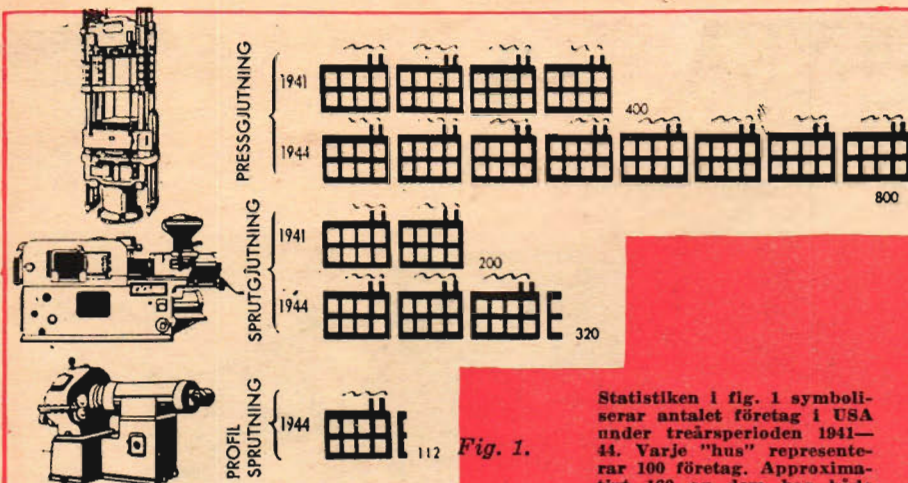 PRESSGJUTNING
1941
400
1944
800
SPRUTGJUTNING
1941
200
1944
320
PROFIL
SPRUTNING
1944
112
Fig. 1.
Statistiken i fig. 1 symboli-
serar antalet företag i USA
under treårsperioden 1941—
44. Varje "hus" represente-
rar 100 företag. Approxima-